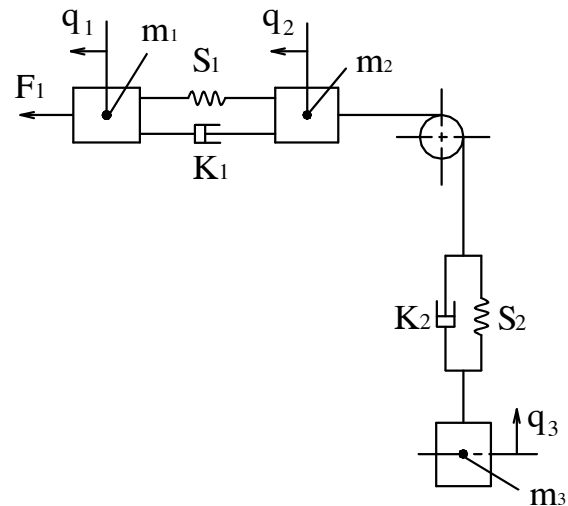 q₁
m₁
q₂
m₂
S₁
F₁
K₁
K₂
S₂
q₃
m₃